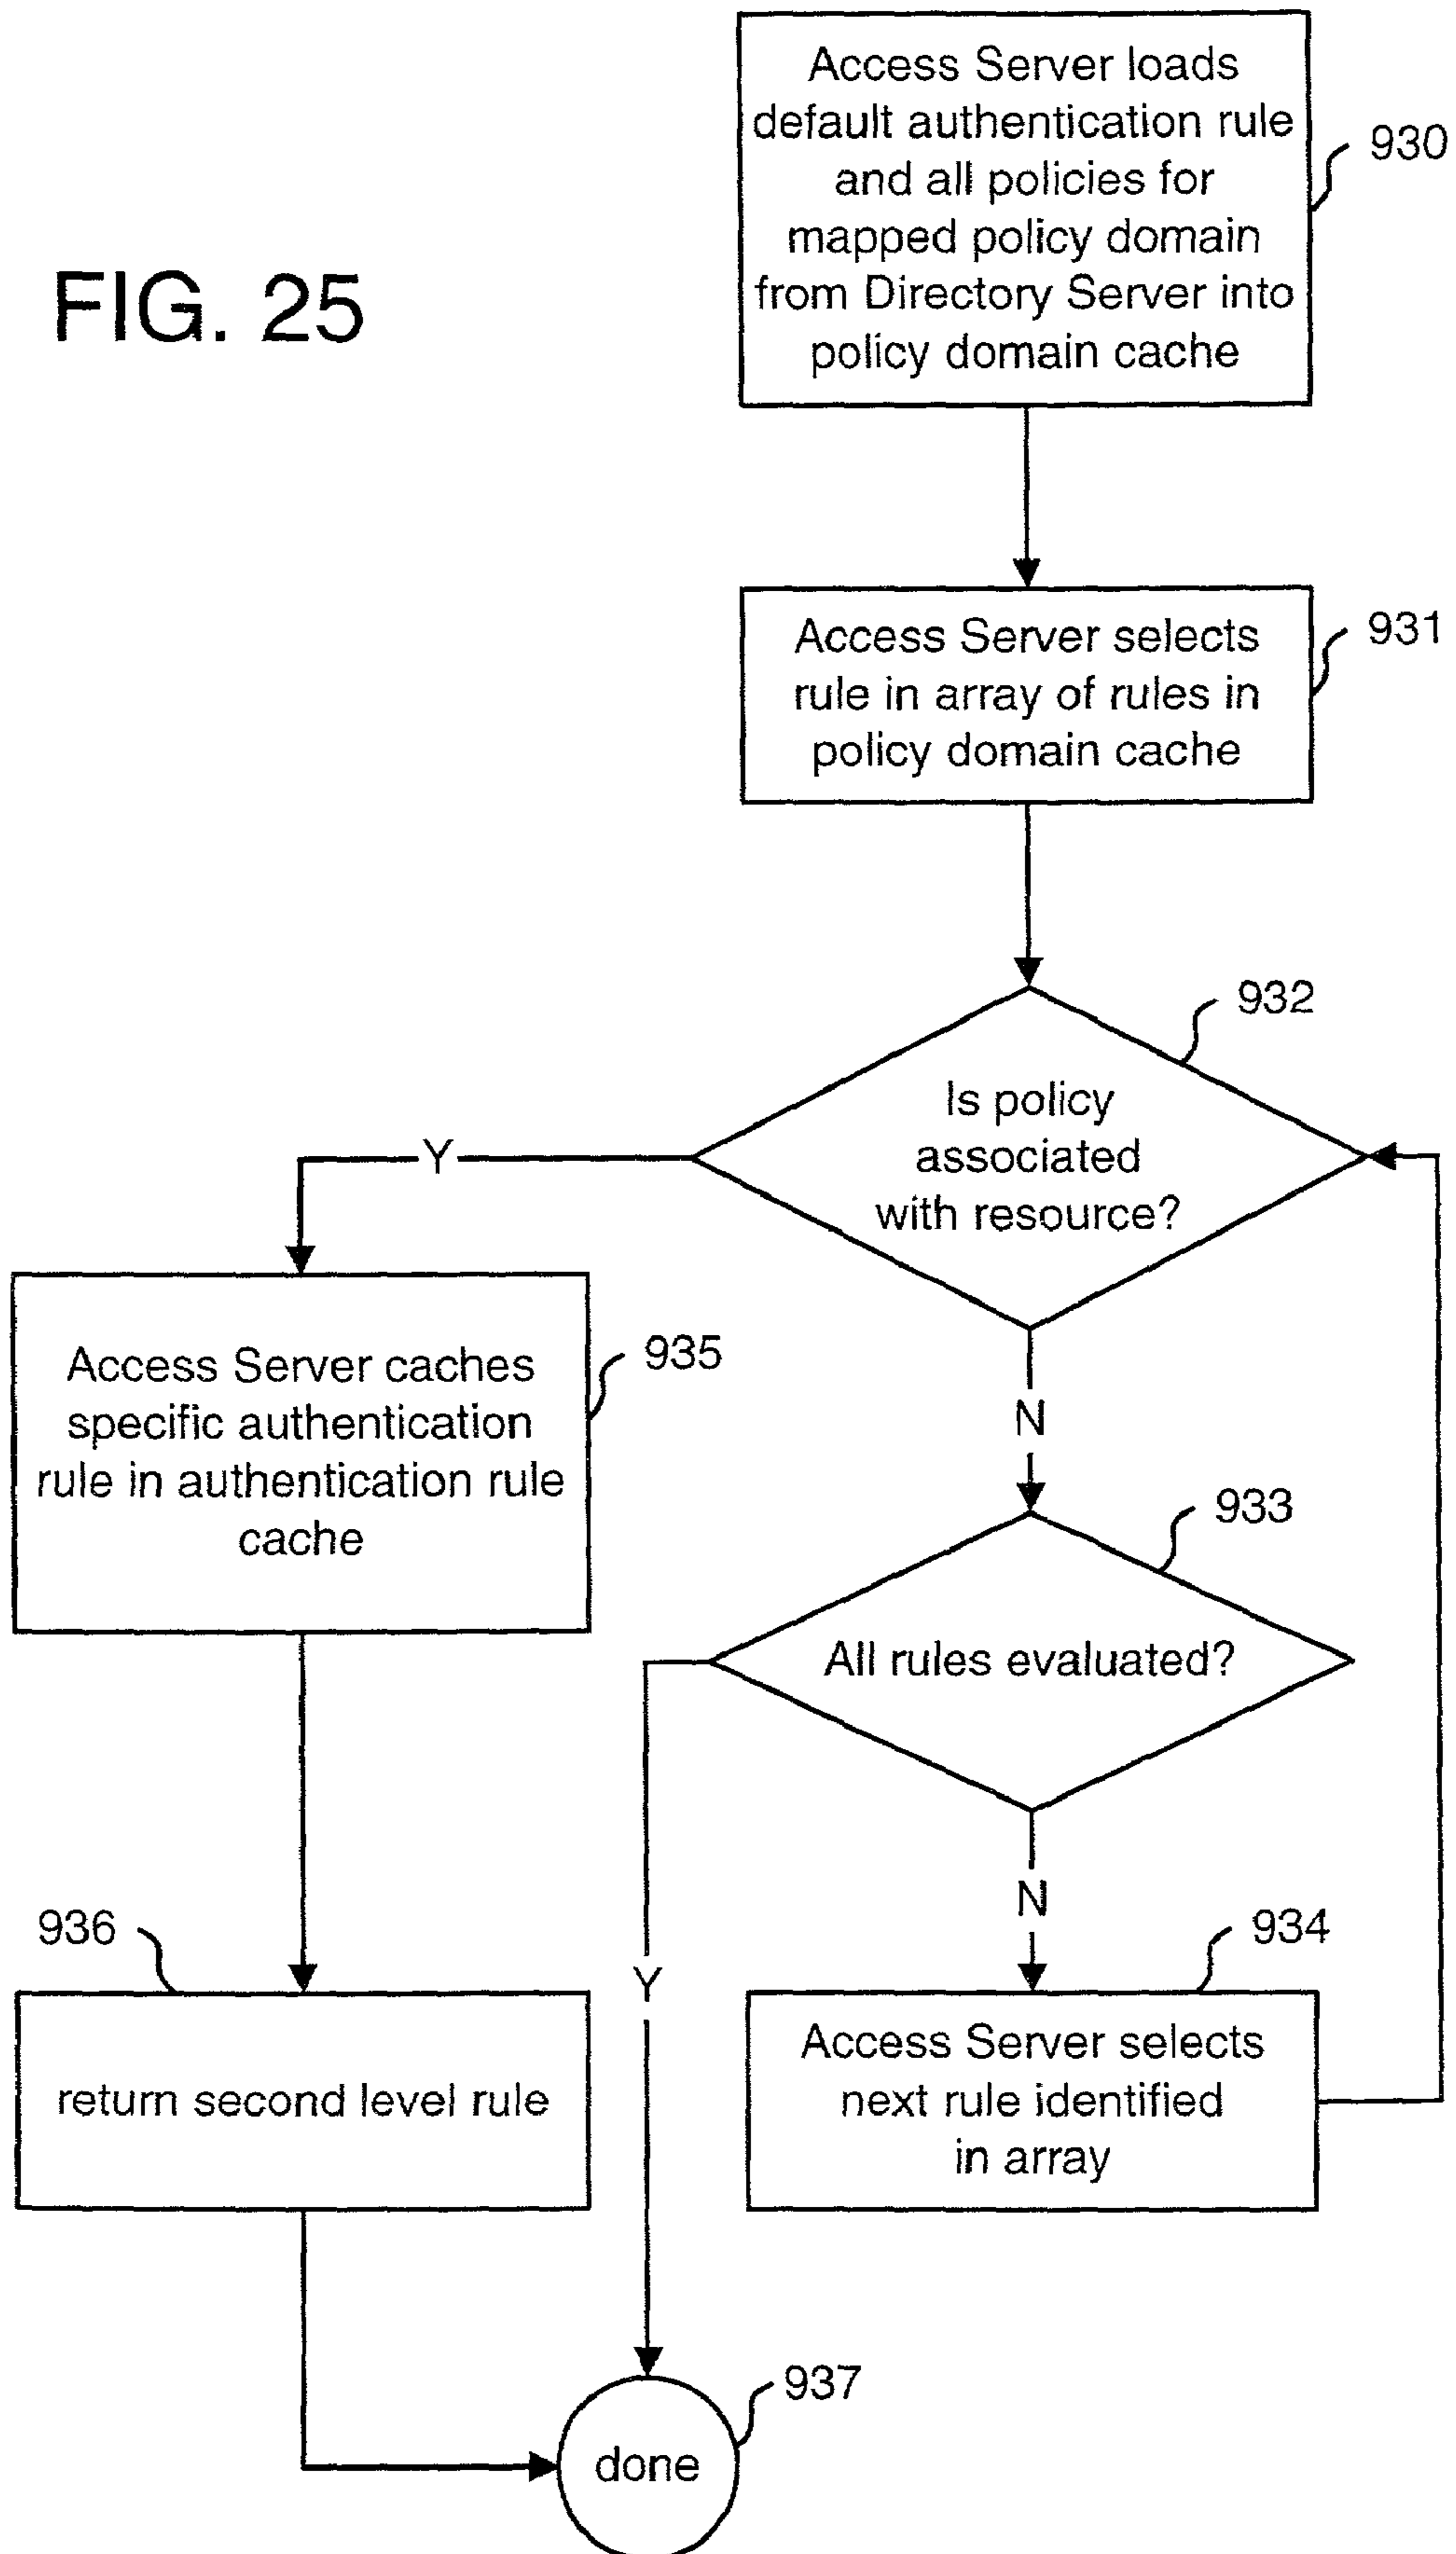 FIG. 25
Access Server loads
default authentication rule
and all policies for
mapped policy domain
from Directory Server into
policy domain cache
930
Access Server selects
rule in array of rules in
policy domain cache
931
932
Is policy
associated
with resource?
Y
N
Access Server caches
specific authentication
rule in authentication rule
cache
935
933
All rules evaluated?
Y
N
936
return second level rule
934
Access Server selects
next rule identified
in array
937
done